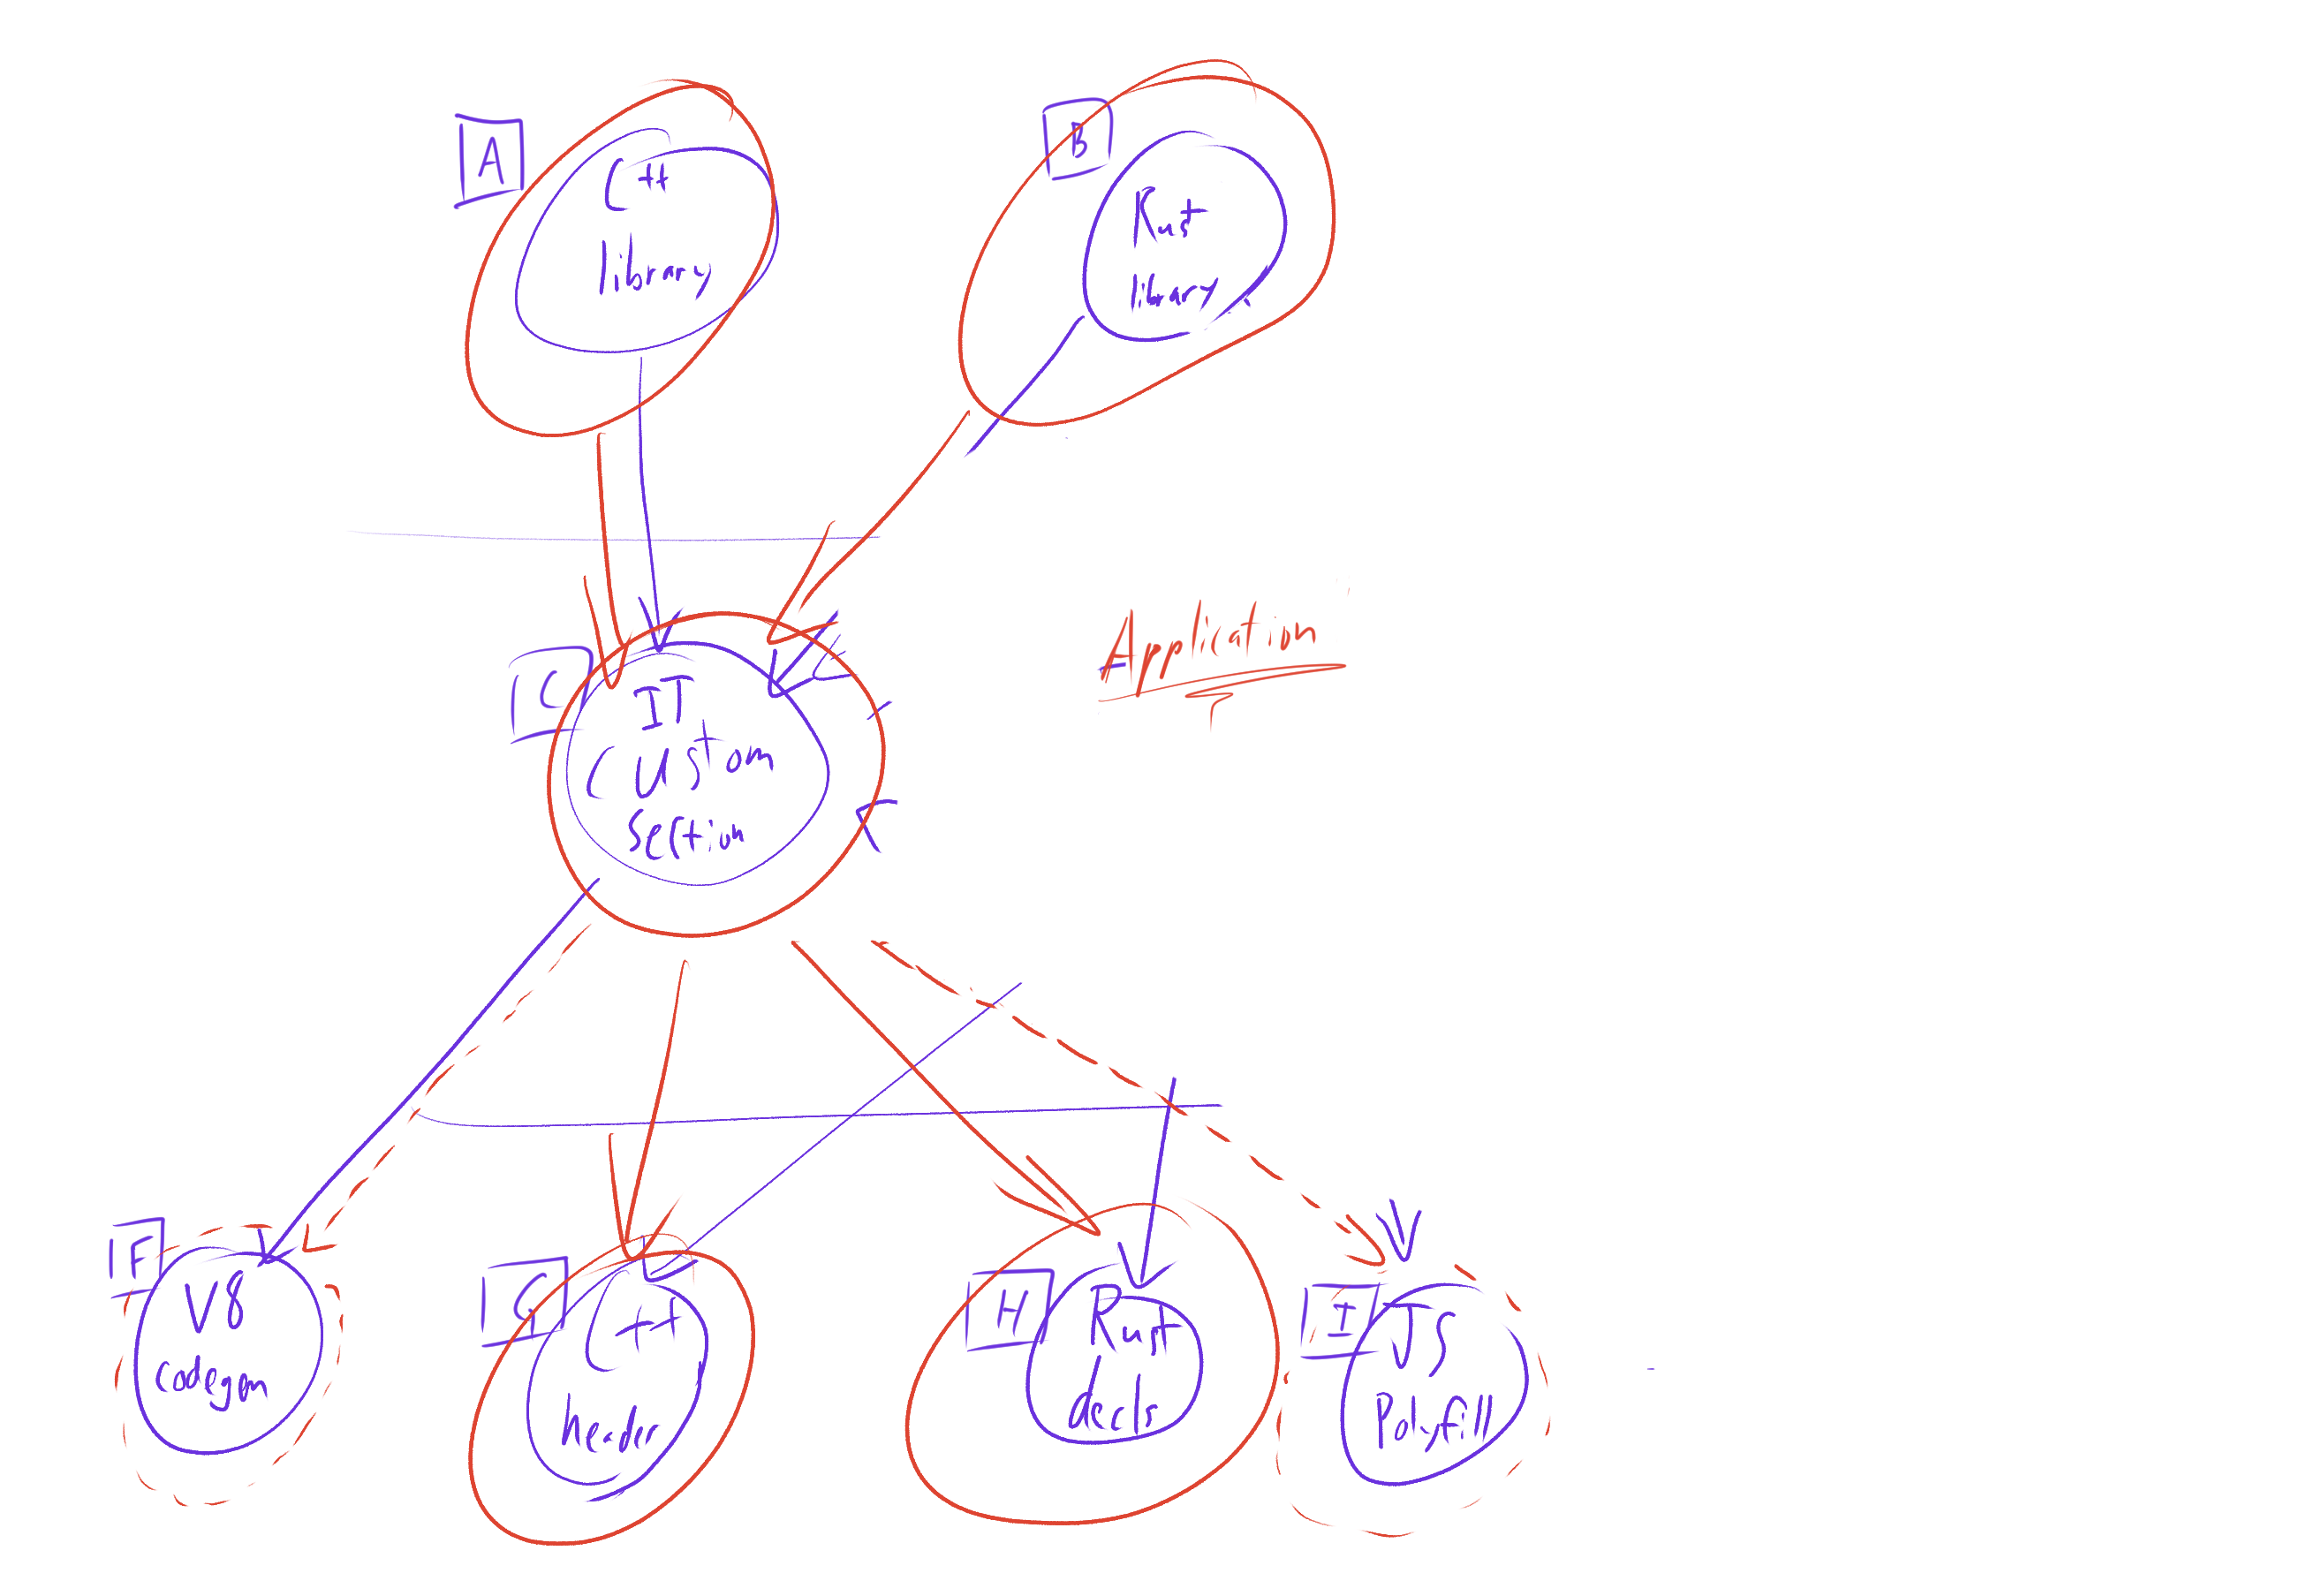 A
C++
library
B
Rust
library
Application
C
IT
Custom
Section
F
V8
codegen
G
C++
header
H
Rust
decls
I
JS
Polyfill